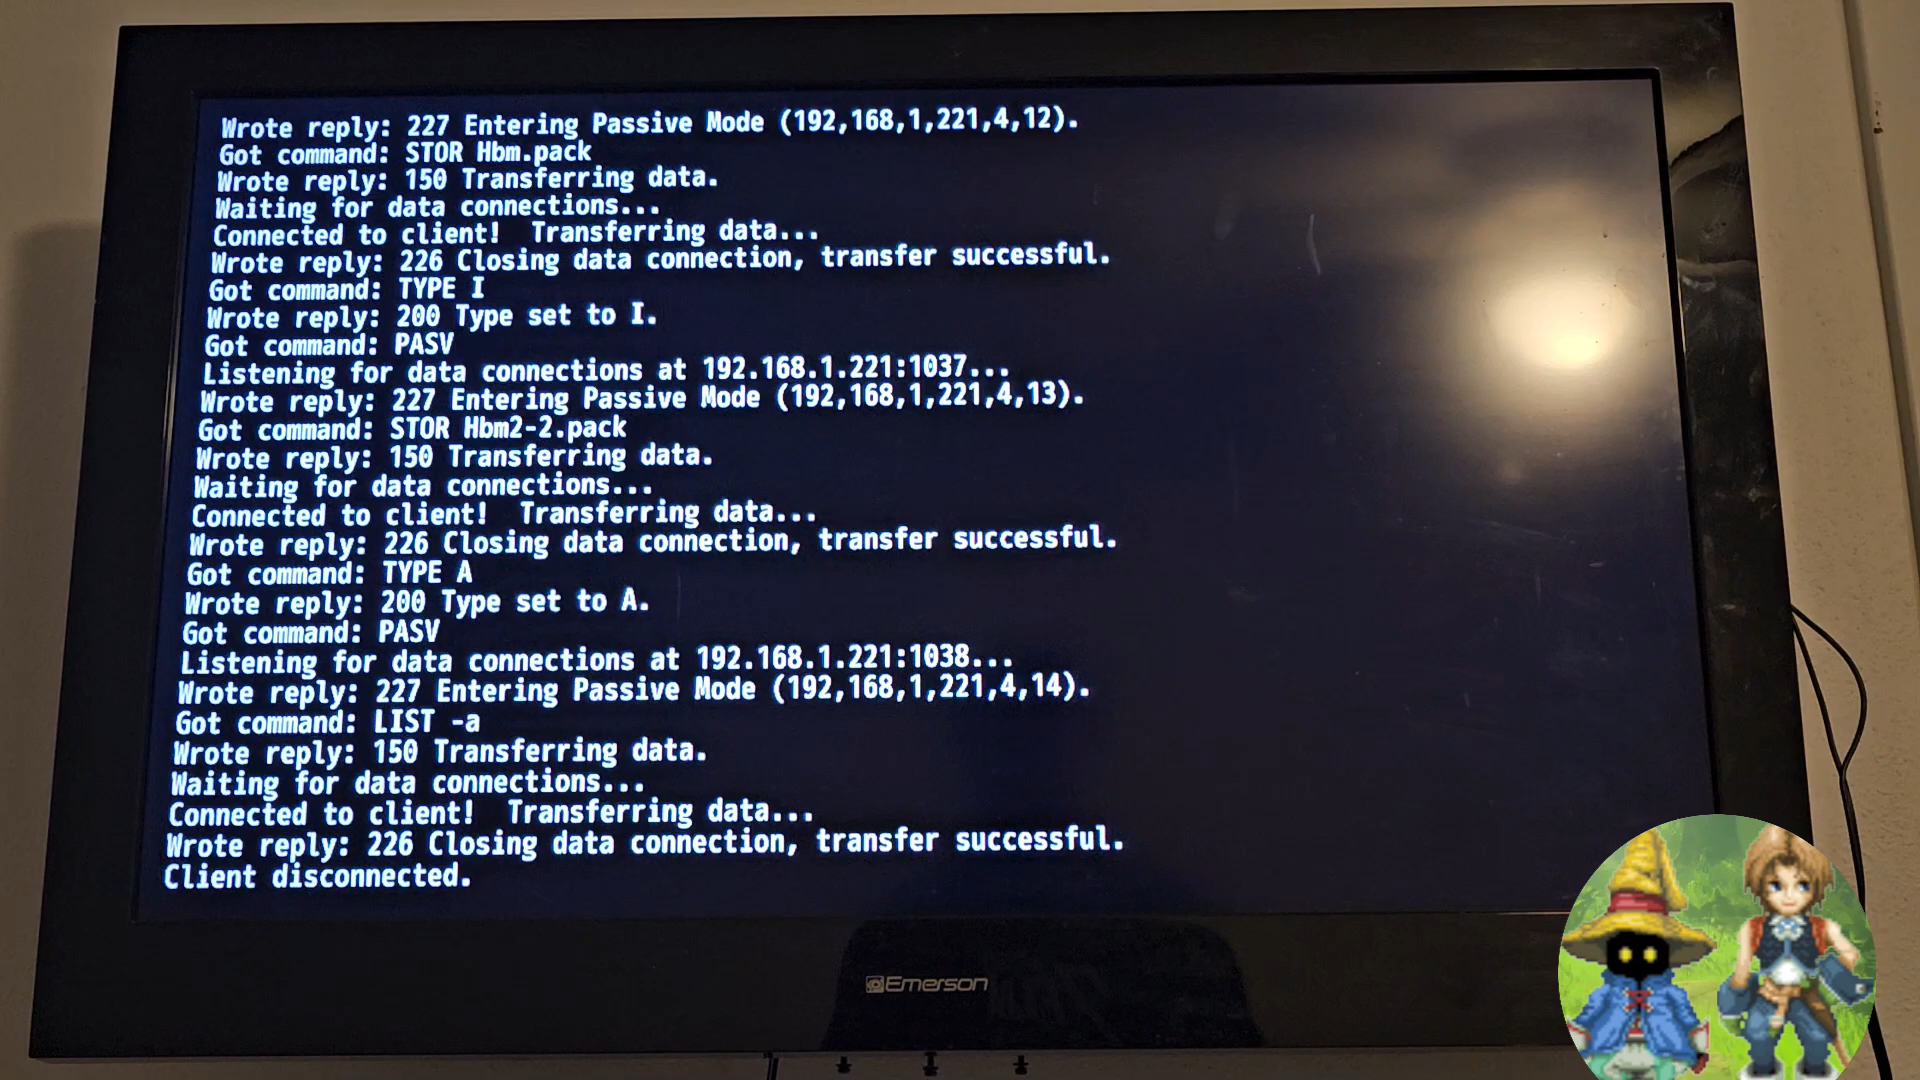 Wrote reply: 227 Entering Passive Mode (192,168,1,221,4,12).
Got command: STOR Hbm.pack
Wrote reply: 150 Transferring data.
Waiting for data connections...
Connected to client!  Transferring data...
Wrote reply: 226 Closing data connection, transfer successful.
Got command: TYPE I
Wrote reply: 200 Type set to I.
Got command: PASV
Listening for data connections at 192.168.1.221:1037...
Wrote reply: 227 Entering Passive Mode (192,168,1,221,4,13).
Got command: STOR Hbm2-2.pack
Wrote reply: 150 Transferring data.
Waiting for data connections...
Connected to client!  Transferring data...
Wrote reply: 226 Closing data connection, transfer successful.
Got command: TYPE A
Wrote reply: 200 Type set to A.
Got command: PASV
Listening for data connections at 192.168.1.221:1038...
Wrote reply: 227 Entering Passive Mode (192,168,1,221,4,14).
Got command: LIST -a
Wrote reply: 150 Transferring data.
Waiting for data connections...
Connected to client!  Transferring data...
Wrote reply: 226 Closing data connection, transfer successful.
Client disconnected.
Emerson